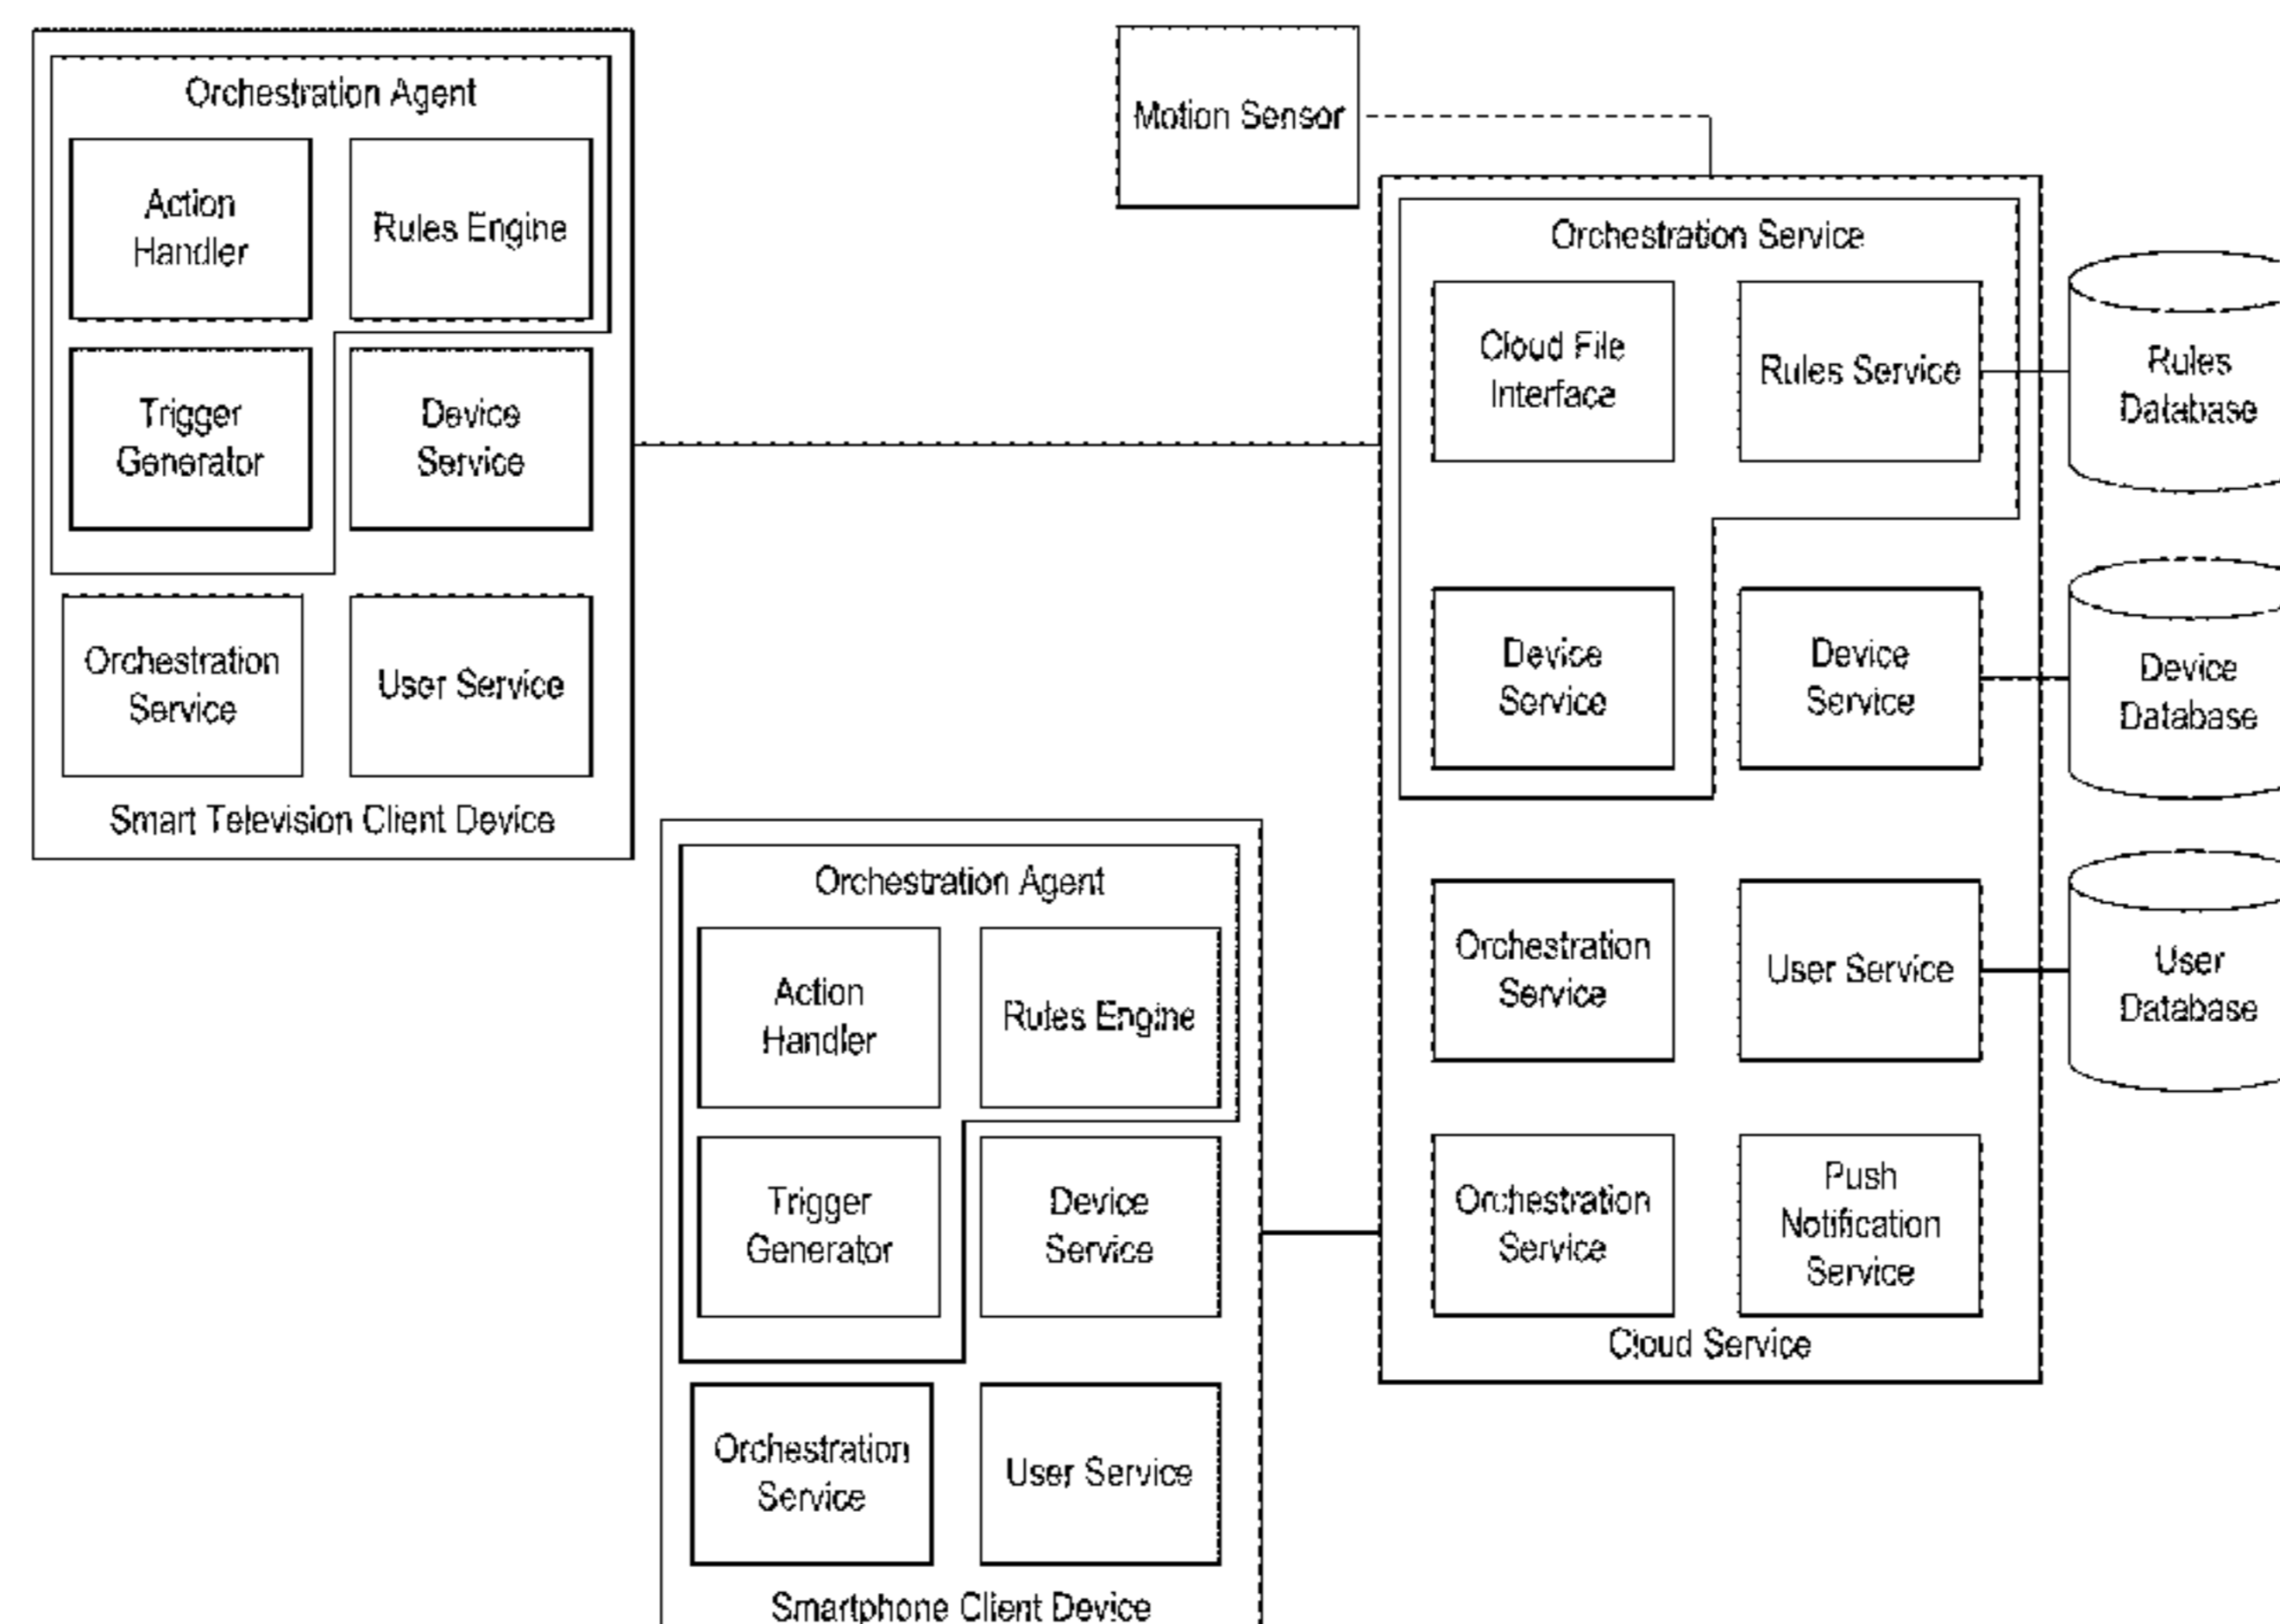 Orchestration Agent
Action
Handler
Rules Engine
Trigger
Generator
Device
Service
Orchestration
Service
User Service
Smart Television Client Device
Motion Sensor
Orchestration Service
Cloud File
Interface
Rules Service
Device
Service
Device
Service
Orchestration
Service
User Service
Orchestration
Service
Push
Notification
Service
Cloud Service
Rules
Database
Device
Database
User
Database
Orchestration Agent
Action
Handler
Rules Engine
Trigger
Generator
Device
Service
Orchestration
Service
User Service
Smartphone Client Device